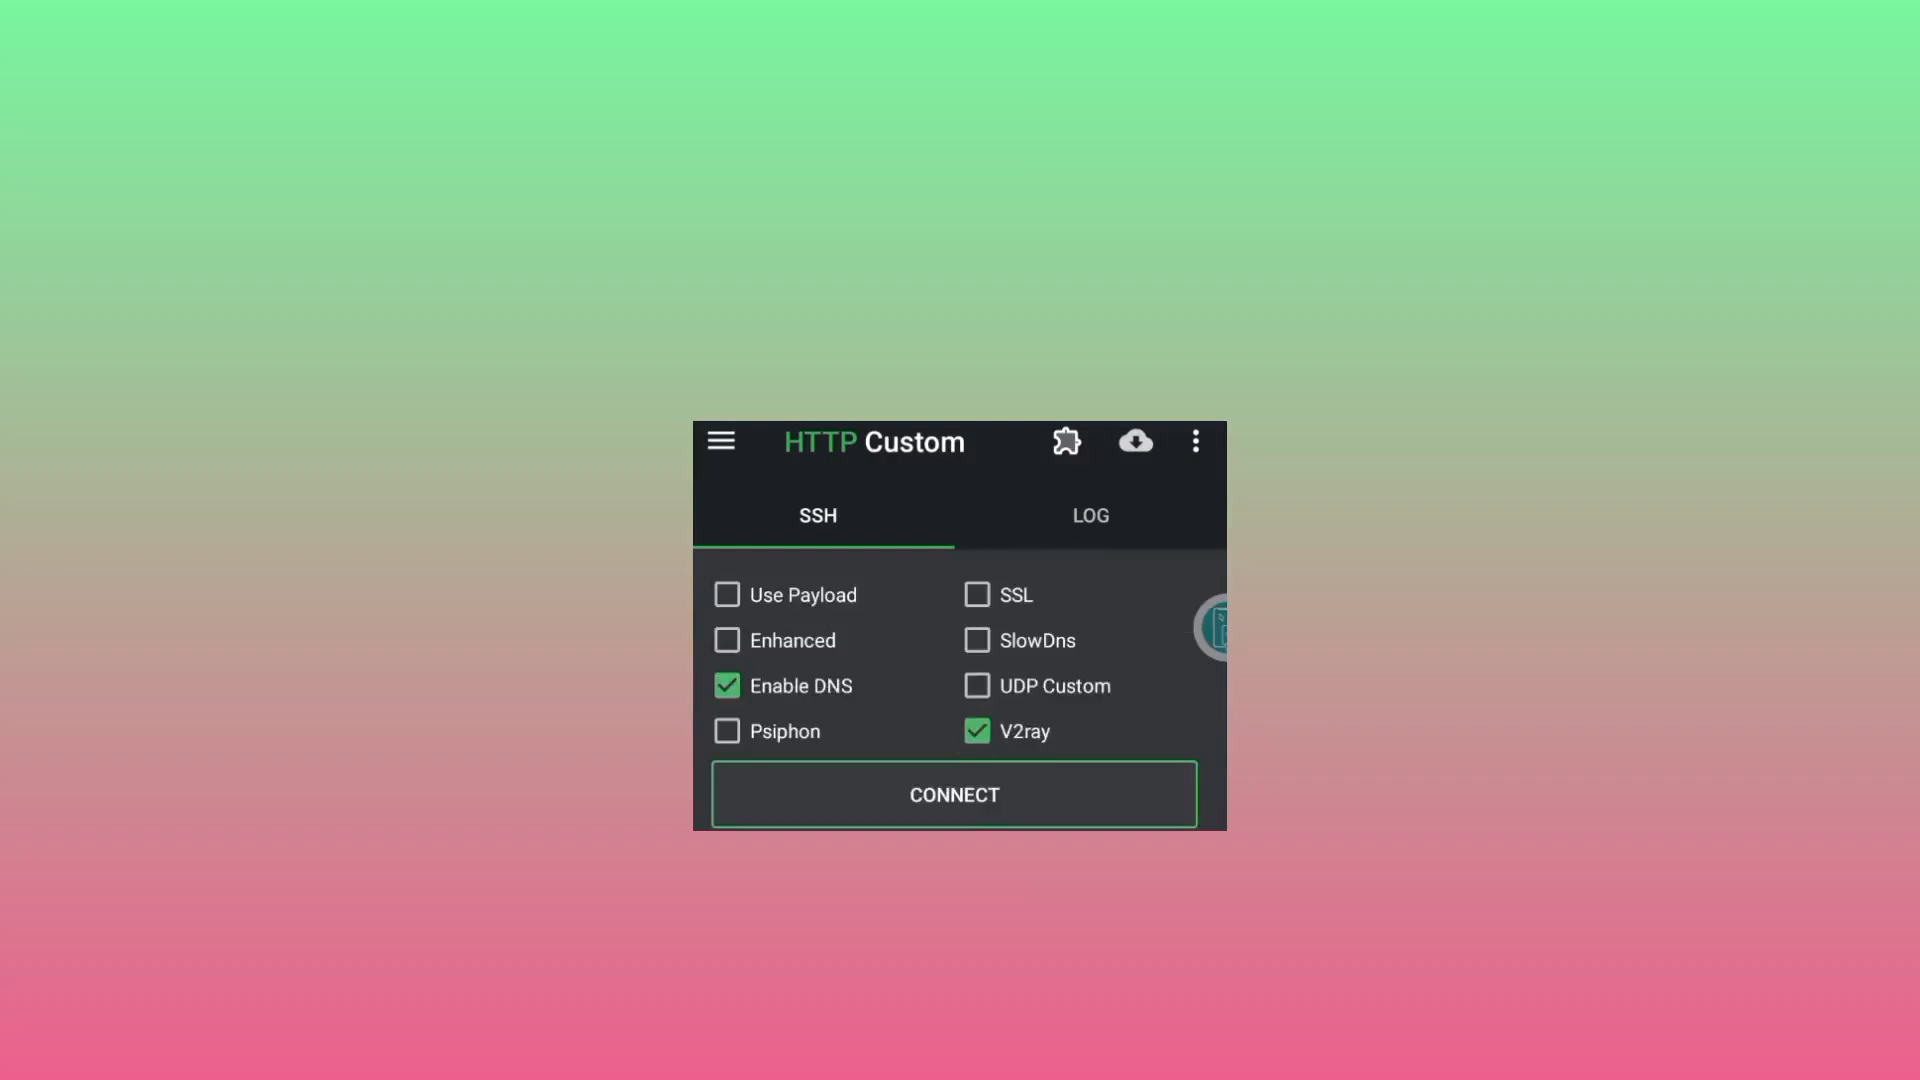 HTTP Custom
SSH LOG
Use Payload SSL
Enhanced SlowDns
Enable DNS UDP Custom
Psiphon V2ray
CONNECT